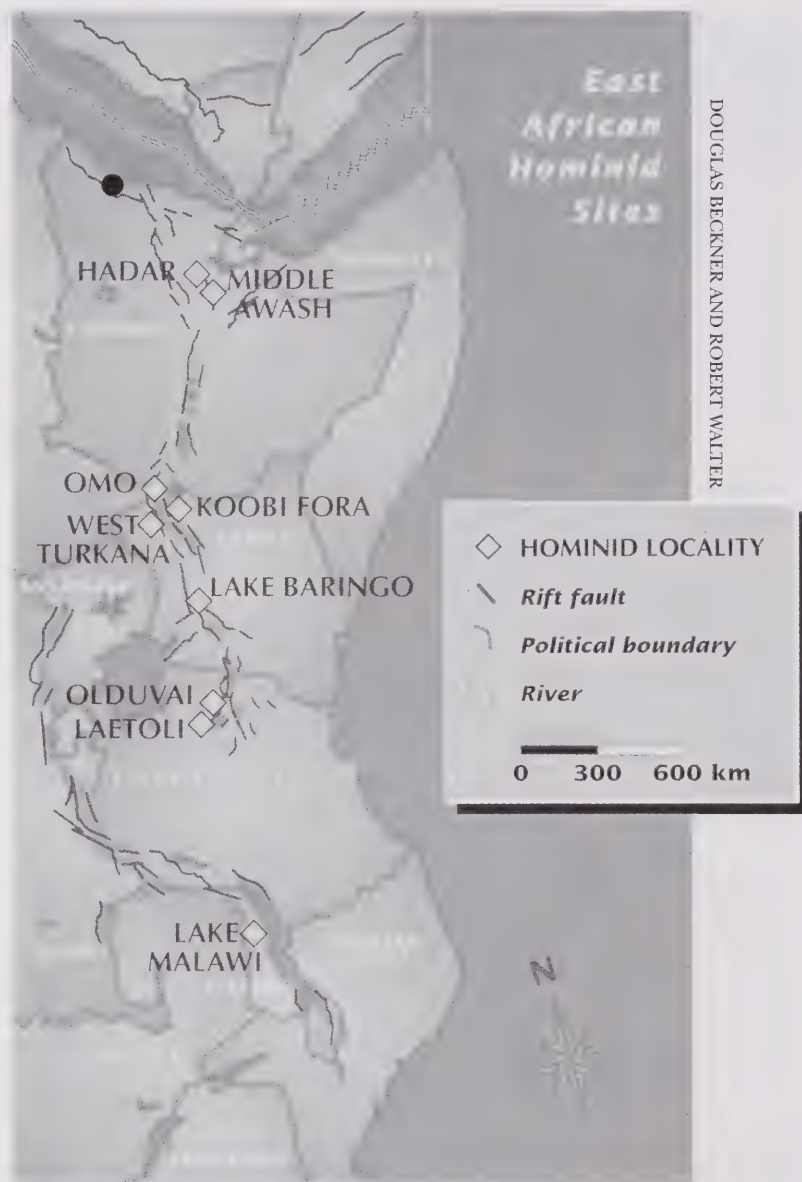 East
African
Hominid
Sites
DOUGLAS BECKNER AND ROBERT WALTER
HADAR
MIDDLE
AWASH
OMO
KOOBI FORA
WEST
TURKANA
LAKE BARINGO
OLDUVAI
LAETOLI
LAKE
MALAWI
HOMINID LOCALITY
Rift fault
Political boundary
River
0 300 600 km
N